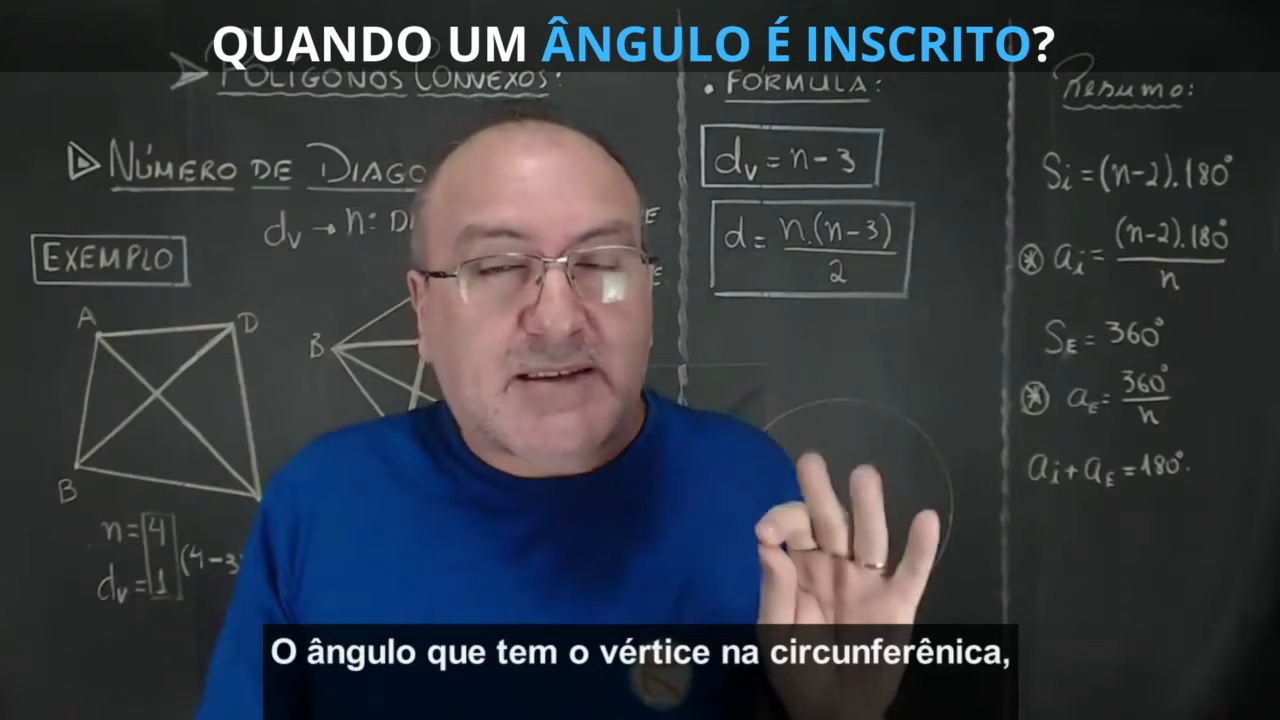 QUANDO UM ÂNGULO É INSCRITO?
POLÍGONOS CONVEXOS:
NÚMERO DE DIAGO
dv → n:
EXEMPLO
A
D
B
B
n=4
dv=1
(4-3
FÓRMULA:
dv = n-3
d = n.(n-3)/2
Resumo:
Si = (n-2).180°
ai = (n-2).180°/n
SE = 360°
aE = 360°/n
ai + aE = 180°.
O ângulo que tem o vértice na circunferênica,